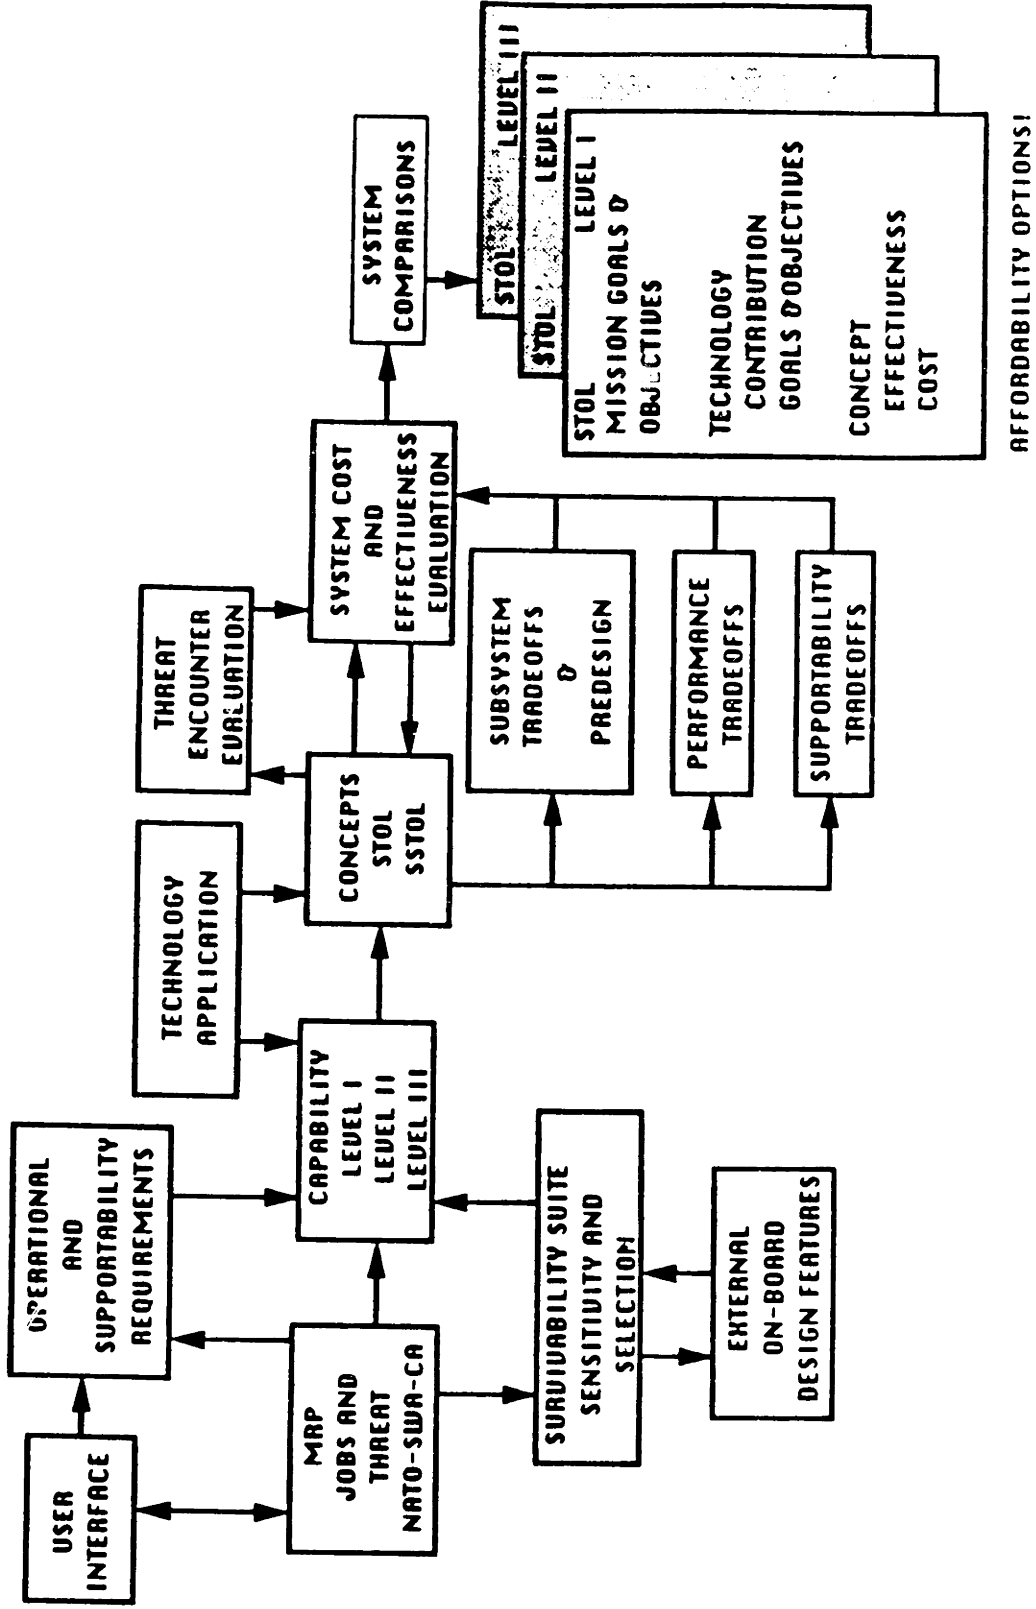 USER
INTERFACE
OPERATIONAL
AND
SUPPORTABILITY
REQUIREMENTS
MRP
JOBS AND
THREAT
NATO-SWA-CA
SURVIVABILITY SUITE
SENSITIVITY AND
SELECTION
EXTERNAL
ON-BOARD
DESIGN FEATURES
CAPABILITY
LEVEL I
LEVEL II
LEVEL III
TECHNOLOGY
APPLICATION
CONCEPTS
STOL
SSTOL
THREAT
ENCOUNTER
EVALUATION
SUBSYSTEM
TRADEOFFS
&
PREDESIGN
PERFORMANCE
TRADEOFFS
SUPPORTABILITY
TRADEOFFS
SYSTEM COST
AND
EFFECTIVENESS
EVALUATION
SYSTEM
COMPARISONS
STOL LEVEL III
STOL LEVEL II
STOL LEVEL I
MISSION GOALS &
OBJECTIVES
TECHNOLOGY
CONTRIBUTION
GOALS & OBJECTIVES
CONCEPT
EFFECTIVENESS
COST
AFFORDABILITY OPTIONS!